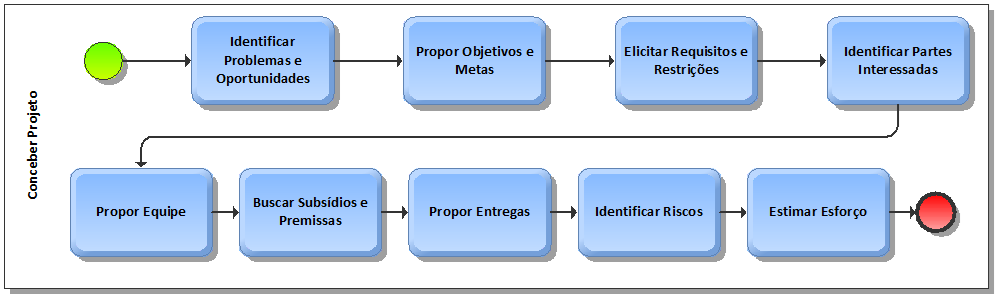 Conceber Projeto
Identificar
Problemas e
Oportunidades
Propor Objetivos e
Metas
Elicitar Requisitos e
Restrições
Identificar Partes
Interessadas
Propor Equipe
Buscar Subsídios e
Premissas
Propor Entregas
Identificar Riscos
Estimar Esforço